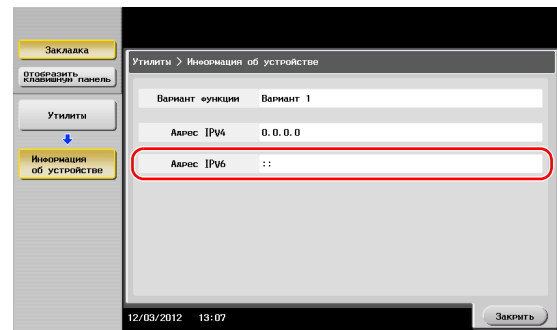 Закладка
Отобразить
клавишную панель
Утилиты
Информация
об устройстве
Утилиты > Информация об устройстве
Вариант функции Вариант 1
Адрес IPv4 0.0.0.0
Адрес IPv6 ::
12/03/2012 13:07
Закрыть